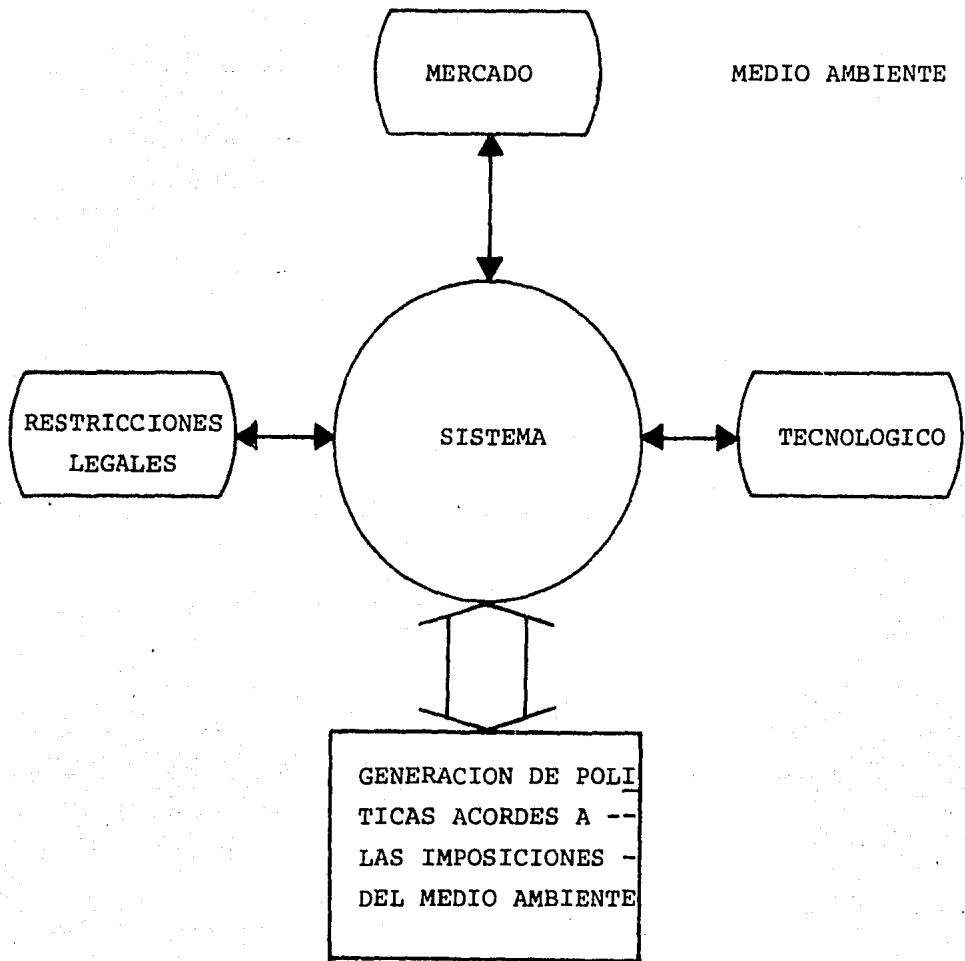 MERCADO
MEDIO AMBIENTE
RESTRICCIONES
LEGALES
SISTEMA
TECNOLOGICO
GENERACION DE POLI
TICAS ACORDES A --
LAS IMPOSICIONES -
DEL MEDIO AMBIENTE